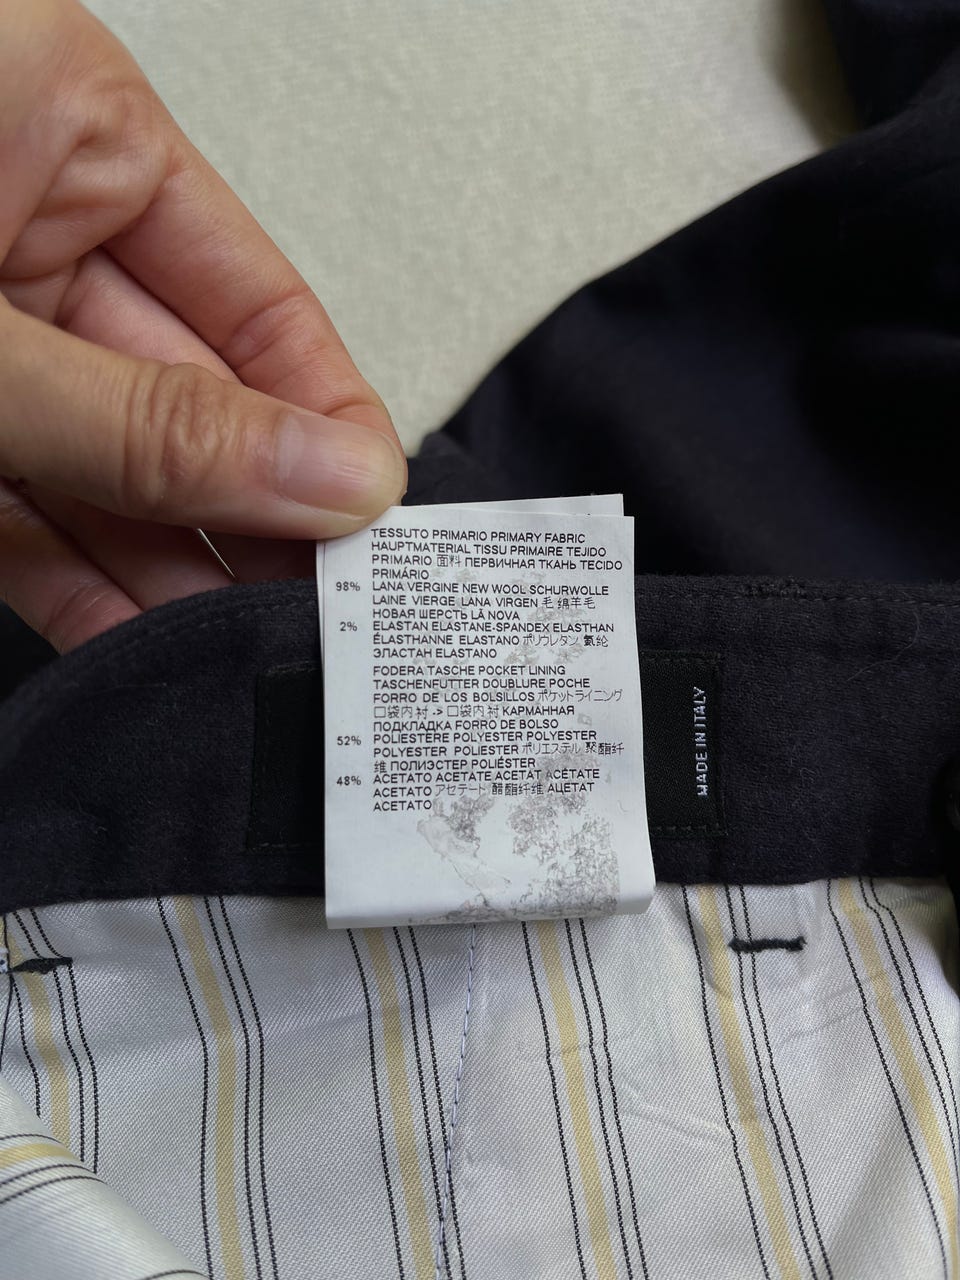 TESSUTO PRIMARIO PRIMARY FABRIC
HAUPTMATERIAL TISSU PRIMAIRE TEJIDO
PRIMARIO 面料 ПЕРВИЧНАЯ ТКАНЬ TECIDO
PRIMÁRIO
98% LANA VERGINE NEW WOOL SCHURWOLLE
LAINE VIERGE LANA VIRGEN 毛 绵羊毛
НОВАЯ ШЕРСТЬ LÃ NOVA
2% ELASTAN ELASTANE-SPANDEX ELASTHAN
ÉLASTHANNE ELASTANO ポリウレタン 氨纶
ЭЛАСТАН ELASTANO
FODERA TASCHE POCKET LINING
TASCHENFUTTER DOUBLURE POCHE
FORRO DE LOS BOLSILLOS ポケットライニング
口袋内衬 -> 口袋内衬 КАРМАННАЯ
ПОДКЛАДКА FORRO DE BOLSO
52% POLIESTERE POLYESTER POLYESTER
POLYESTER POLIESTER ポリエステル 聚酯纤
维 ПОЛИЭСТЕР POLIÉSTER
48% ACETATO ACETATE ACETAT ACÉTATE
ACETATO アセテート 醋酯纤维 АЦЕТАТ
ACETATO
MADE IN ITALY